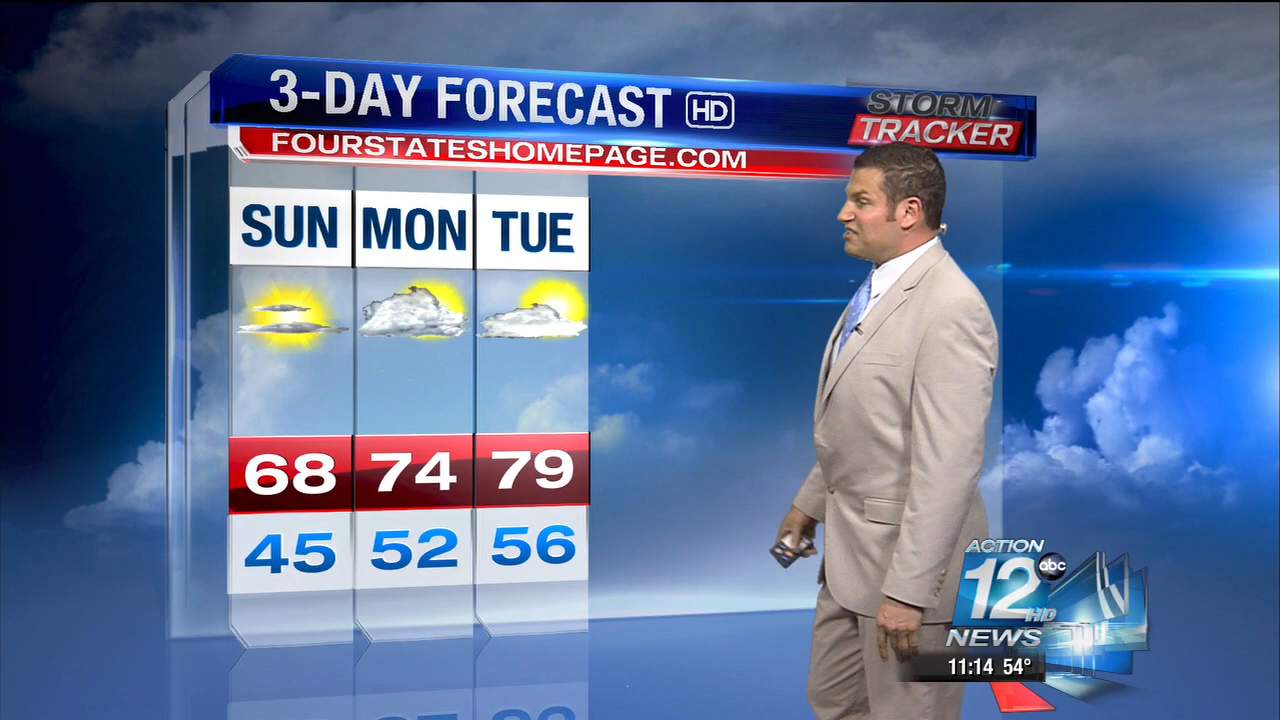 3-DAY FORECAST HD
STORM
TRACKER
FOURSTATESHOMEPAGE.COM
SUN MON TUE
68 74 79
45 52 56
ACTION
abc
12
HD
NEWS
11:14 54°